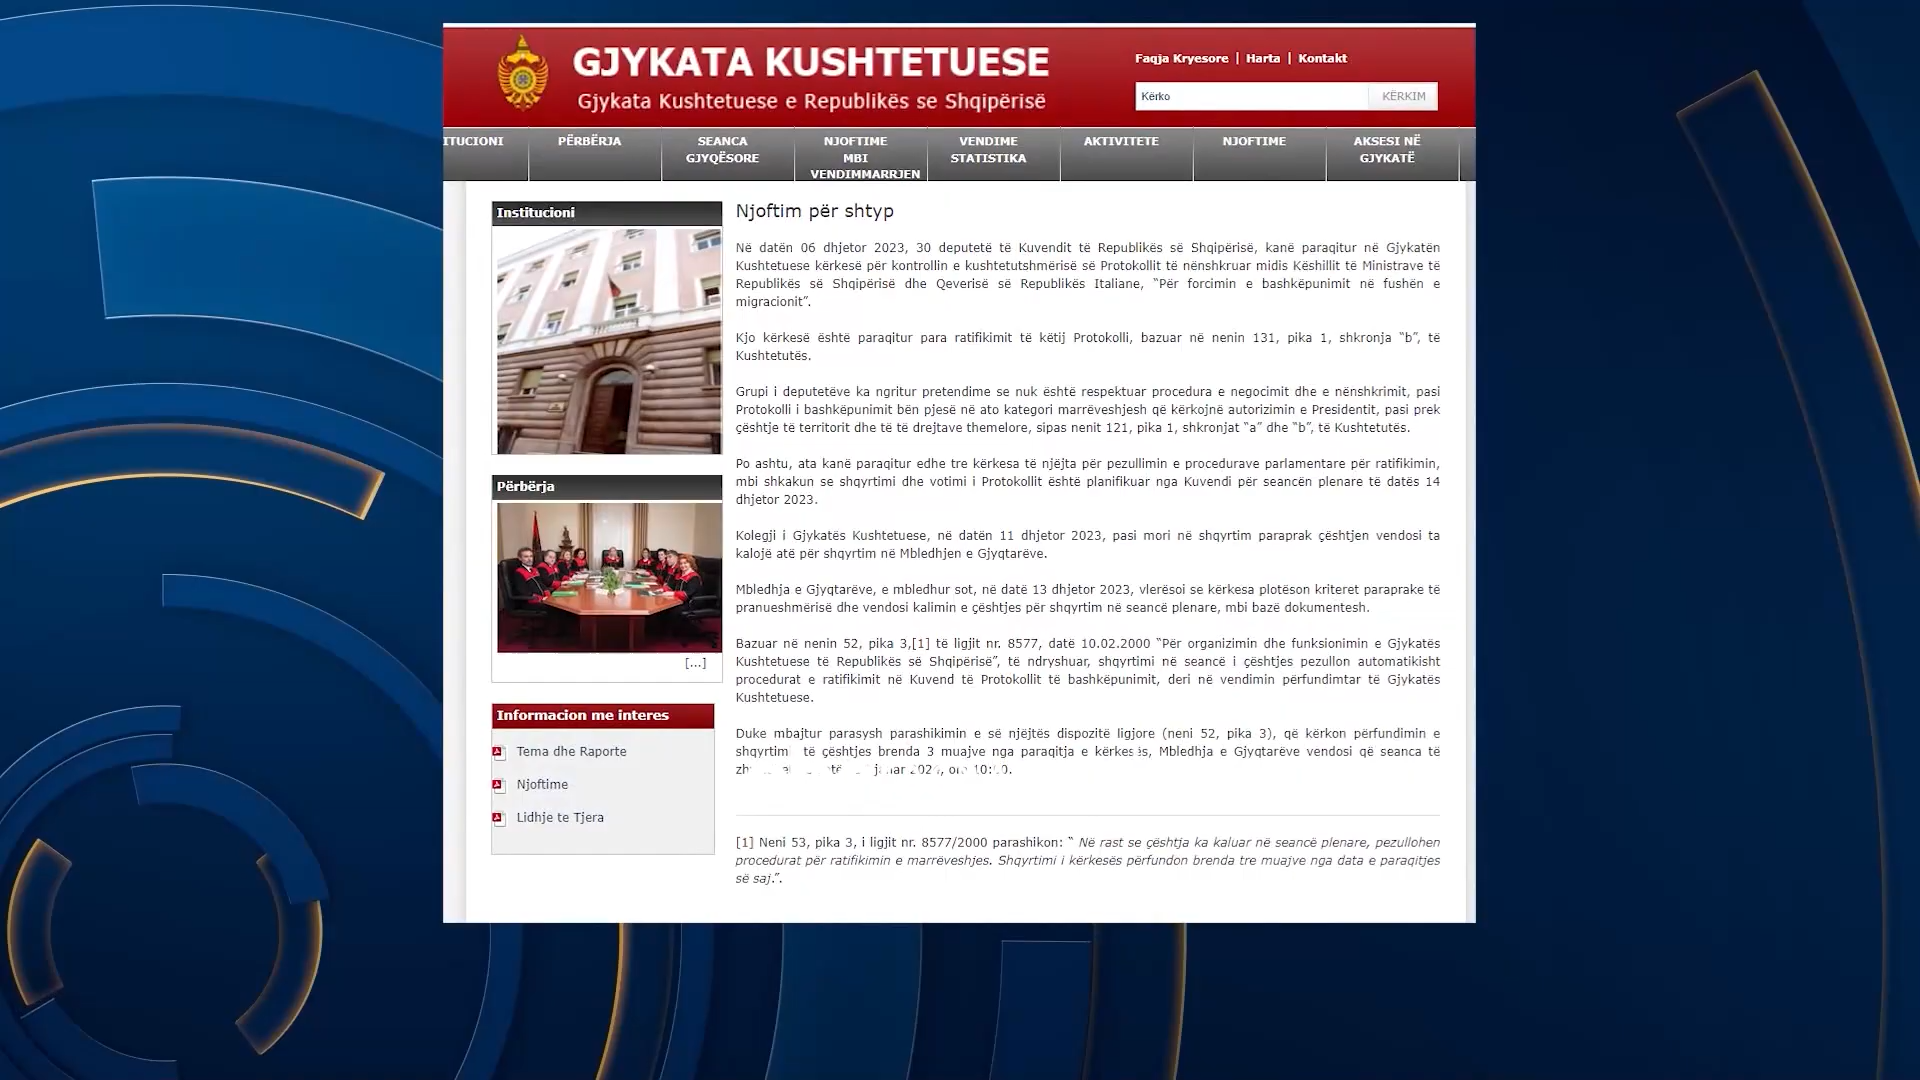 GJYKATA KUSHTETUESE
Gjykata Kushtetuese e Republikës se Shqipërisë
Faqja Kryesore | Harta | Kontakt
Kërko
KËRKIM
ITUCIONI
PËRBËRJA
SEANCA
GJYQËSORE
NJOFTIME
MBI
VENDIMMARRJEN
VENDIME
STATISTIKA
AKTIVITETE
NJOFTIME
AKSESI NË
GJYKATË
Institucioni
Përbërja
[...]
Informacion me interes
Tema dhe Raporte
Njoftime
Lidhje te Tjera
Njoftim për shtyp
Në datën 06 dhjetor 2023, 30 deputetë të Kuvendit të Republikës së Shqipërisë, kanë paraqitur në Gjykatën
Kushtetuese kërkesë për kontrollin e kushtetutshmërisë së Protokollit të nënshkruar midis Këshillit të Ministrave të
Republikës së Shqipërisë dhe Qeverisë së Republikës Italiane, “Për forcimin e bashkëpunimit në fushën e
migracionit”.
Kjo kërkesë është paraqitur para ratifikimit të këtij Protokolli, bazuar në nenin 131, pika 1, shkronja “b”, të
Kushtetutës.
Grupi i deputetëve ka ngritur pretendime se nuk është respektuar procedura e negocimit dhe e nënshkrimit, pasi
Protokolli i bashkëpunimit bën pjesë në ato kategori marrëveshjesh që kërkojnë autorizimin e Presidentit, pasi prek
çështje të territorit dhe të të drejtave themelore, sipas nenit 121, pika 1, shkronjat “a” dhe “b”, të Kushtetutës.
Po ashtu, ata kanë paraqitur edhe tre kërkesa të njëjta për pezullimin e procedurave parlamentare për ratifikimin,
mbi shkakun se shqyrtimi dhe votimi i Protokollit është planifikuar nga Kuvendi për seancën plenare të datës 14
dhjetor 2023.
Kolegji i Gjykatës Kushtetuese, në datën 11 dhjetor 2023, pasi mori në shqyrtim paraprak çështjen vendosi ta
kalojë atë për shqyrtim në Mbledhjen e Gjyqtarëve.
Mbledhja e Gjyqtarëve, e mbledhur sot, në datë 13 dhjetor 2023, vlerësoi se kërkesa plotëson kriteret paraprake të
pranueshmërisë dhe vendosi kalimin e çështjes për shqyrtim në seancë plenare, mbi bazë dokumentesh.
Bazuar në nenin 52, pika 3,[1] të ligjit nr. 8577, datë 10.02.2000 “Për organizimin dhe funksionimin e Gjykatës
Kushtetuese të Republikës së Shqipërisë”, të ndryshuar, shqyrtimi në seancë i çështjes pezullon automatikisht
procedurat e ratifikimit në Kuvend të Protokollit të bashkëpunimit, deri në vendimin përfundimtar të Gjykatës
Kushtetuese.
Duke mbajtur parasysh parashikimin e së njëjtës dispozitë ligjore (neni 52, pika 3), që kërkon përfundimin e
shqyrtim të çështjes brenda 3 muajve nga paraqitja e kërkesës, Mbledhja e Gjyqtarëve vendosi që seanca të
2024,
[1] Neni 53, pika 3, i ligjit nr. 8577/2000 parashikon: “ Në rast se çështja ka kaluar në seancë plenare, pezullohen
procedurat për ratifikimin e marrëveshjes. Shqyrtimi i kërkesës përfundon brenda tre muajve nga data e paraqitjes
së saj.”.